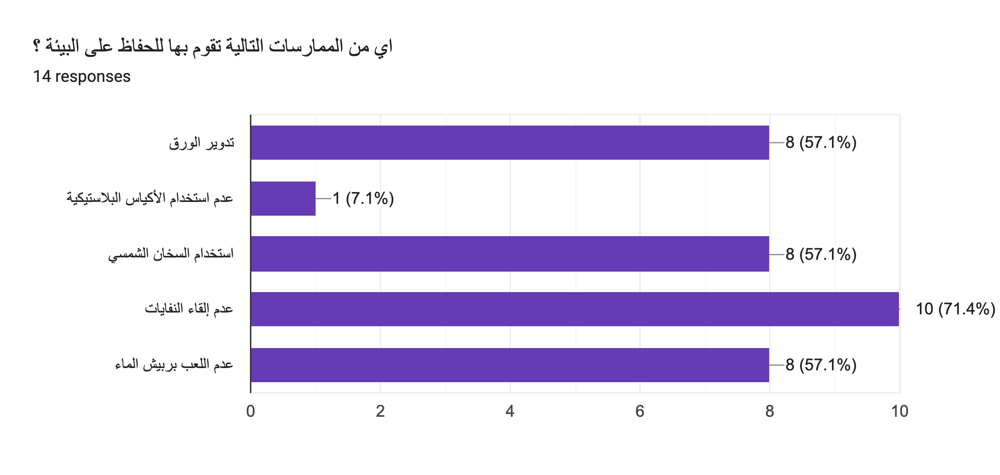 اي من الممارسات التالية تقوم بها للحفاظ على البيئة ؟
14 responses
تدوير الورق
8 (57.1%)
عدم استخدام الأكياس البلاستيكية
1 (7.1%)
استخدام السخان الشمسي
8 (57.1%)
عدم إلقاء النفايات
10 (71.4%)
عدم اللعب بربيش الماء
8 (57.1%)
0 2 4 6 8 10